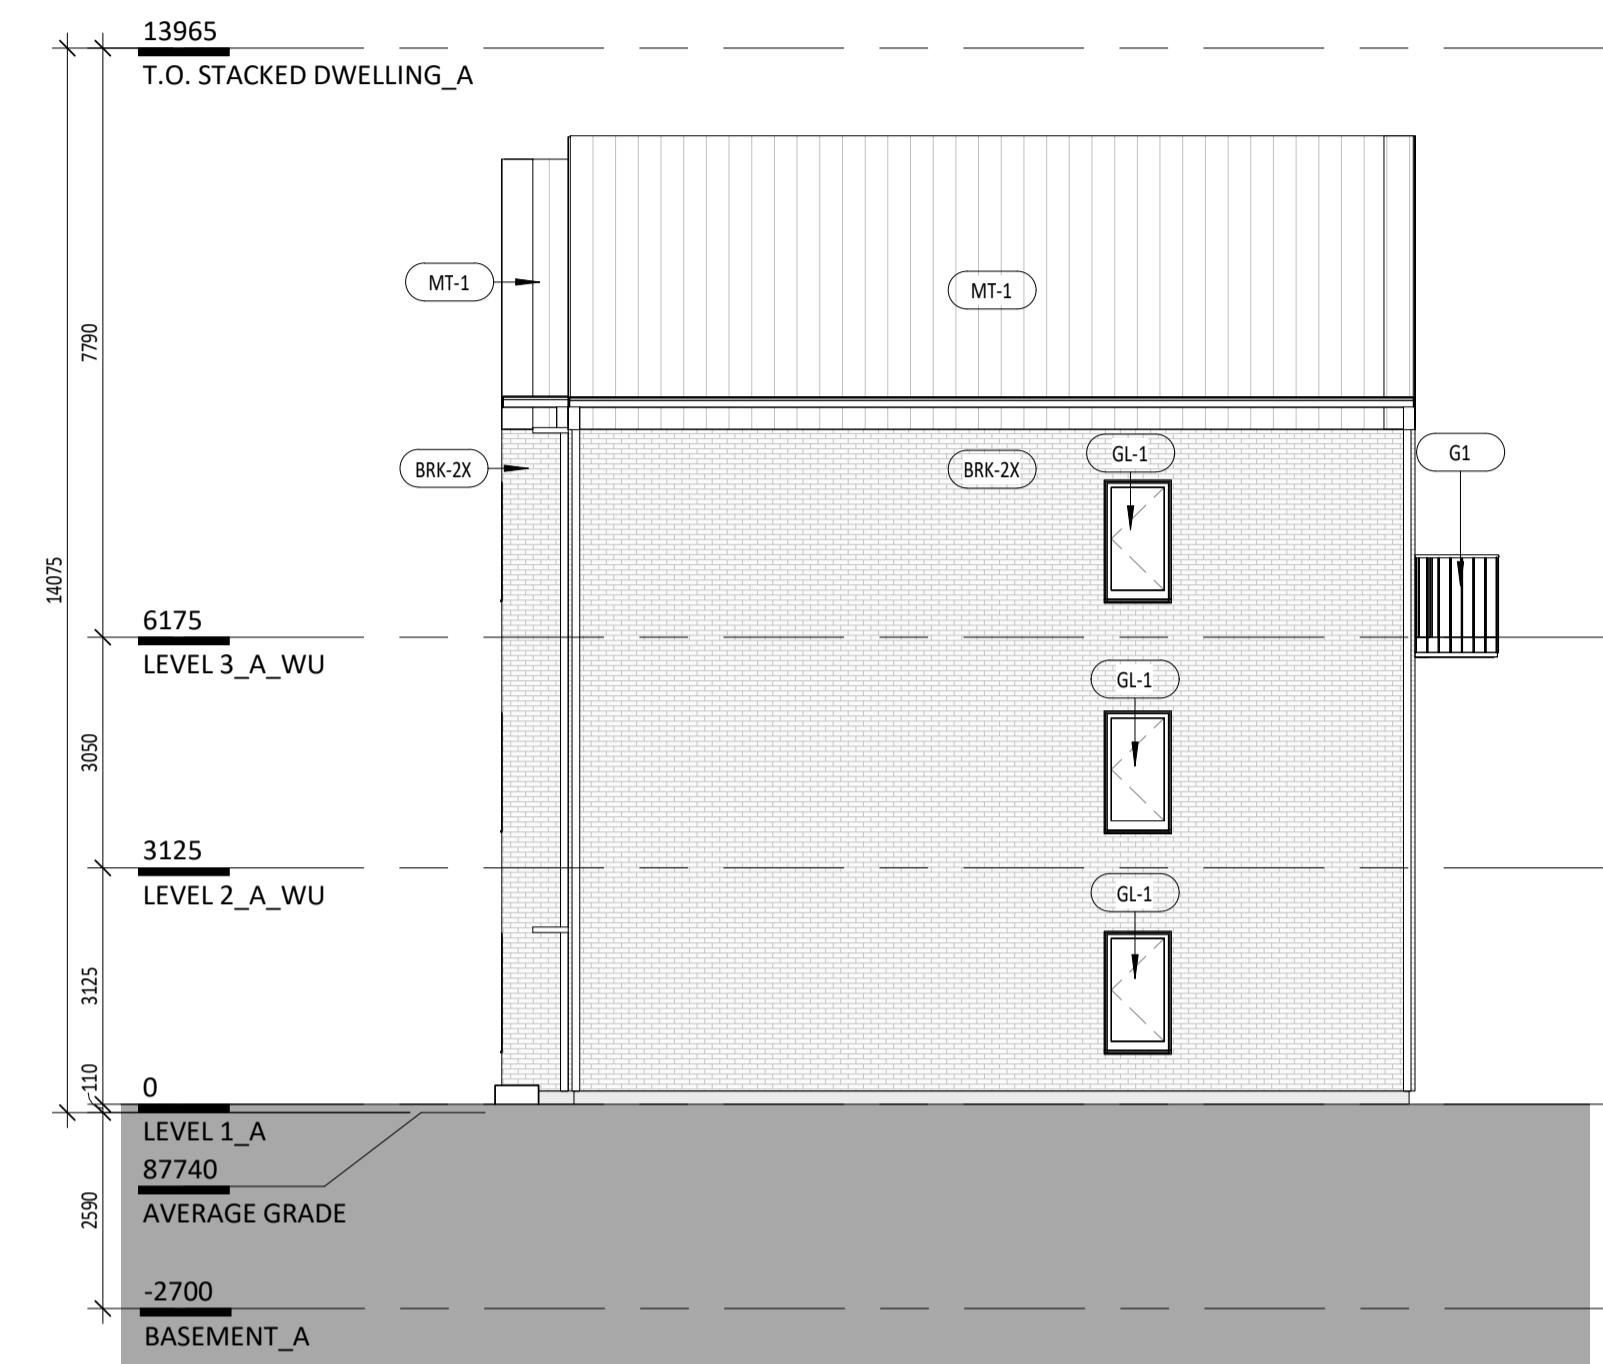 13965
T.O. STACKED DWELLING_A
MT-1
MT-1
7790
BRK-2X
BRK-2X
GL-1
G1
14075
6175
LEVEL 3_A_WU
GL-1
3050
3125
LEVEL 2_A_WU
GL-1
3125
110
0
LEVEL 1_A
87740
AVERAGE GRADE
2590
-2700
BASEMENT_A